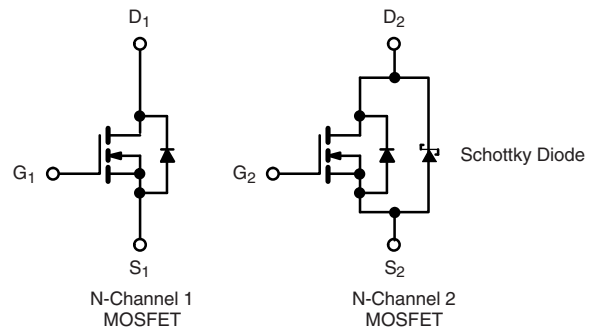 D1
D2
G1
G2
Schottky Diode
S1
S2
N-Channel 1
MOSFET
N-Channel 2
MOSFET